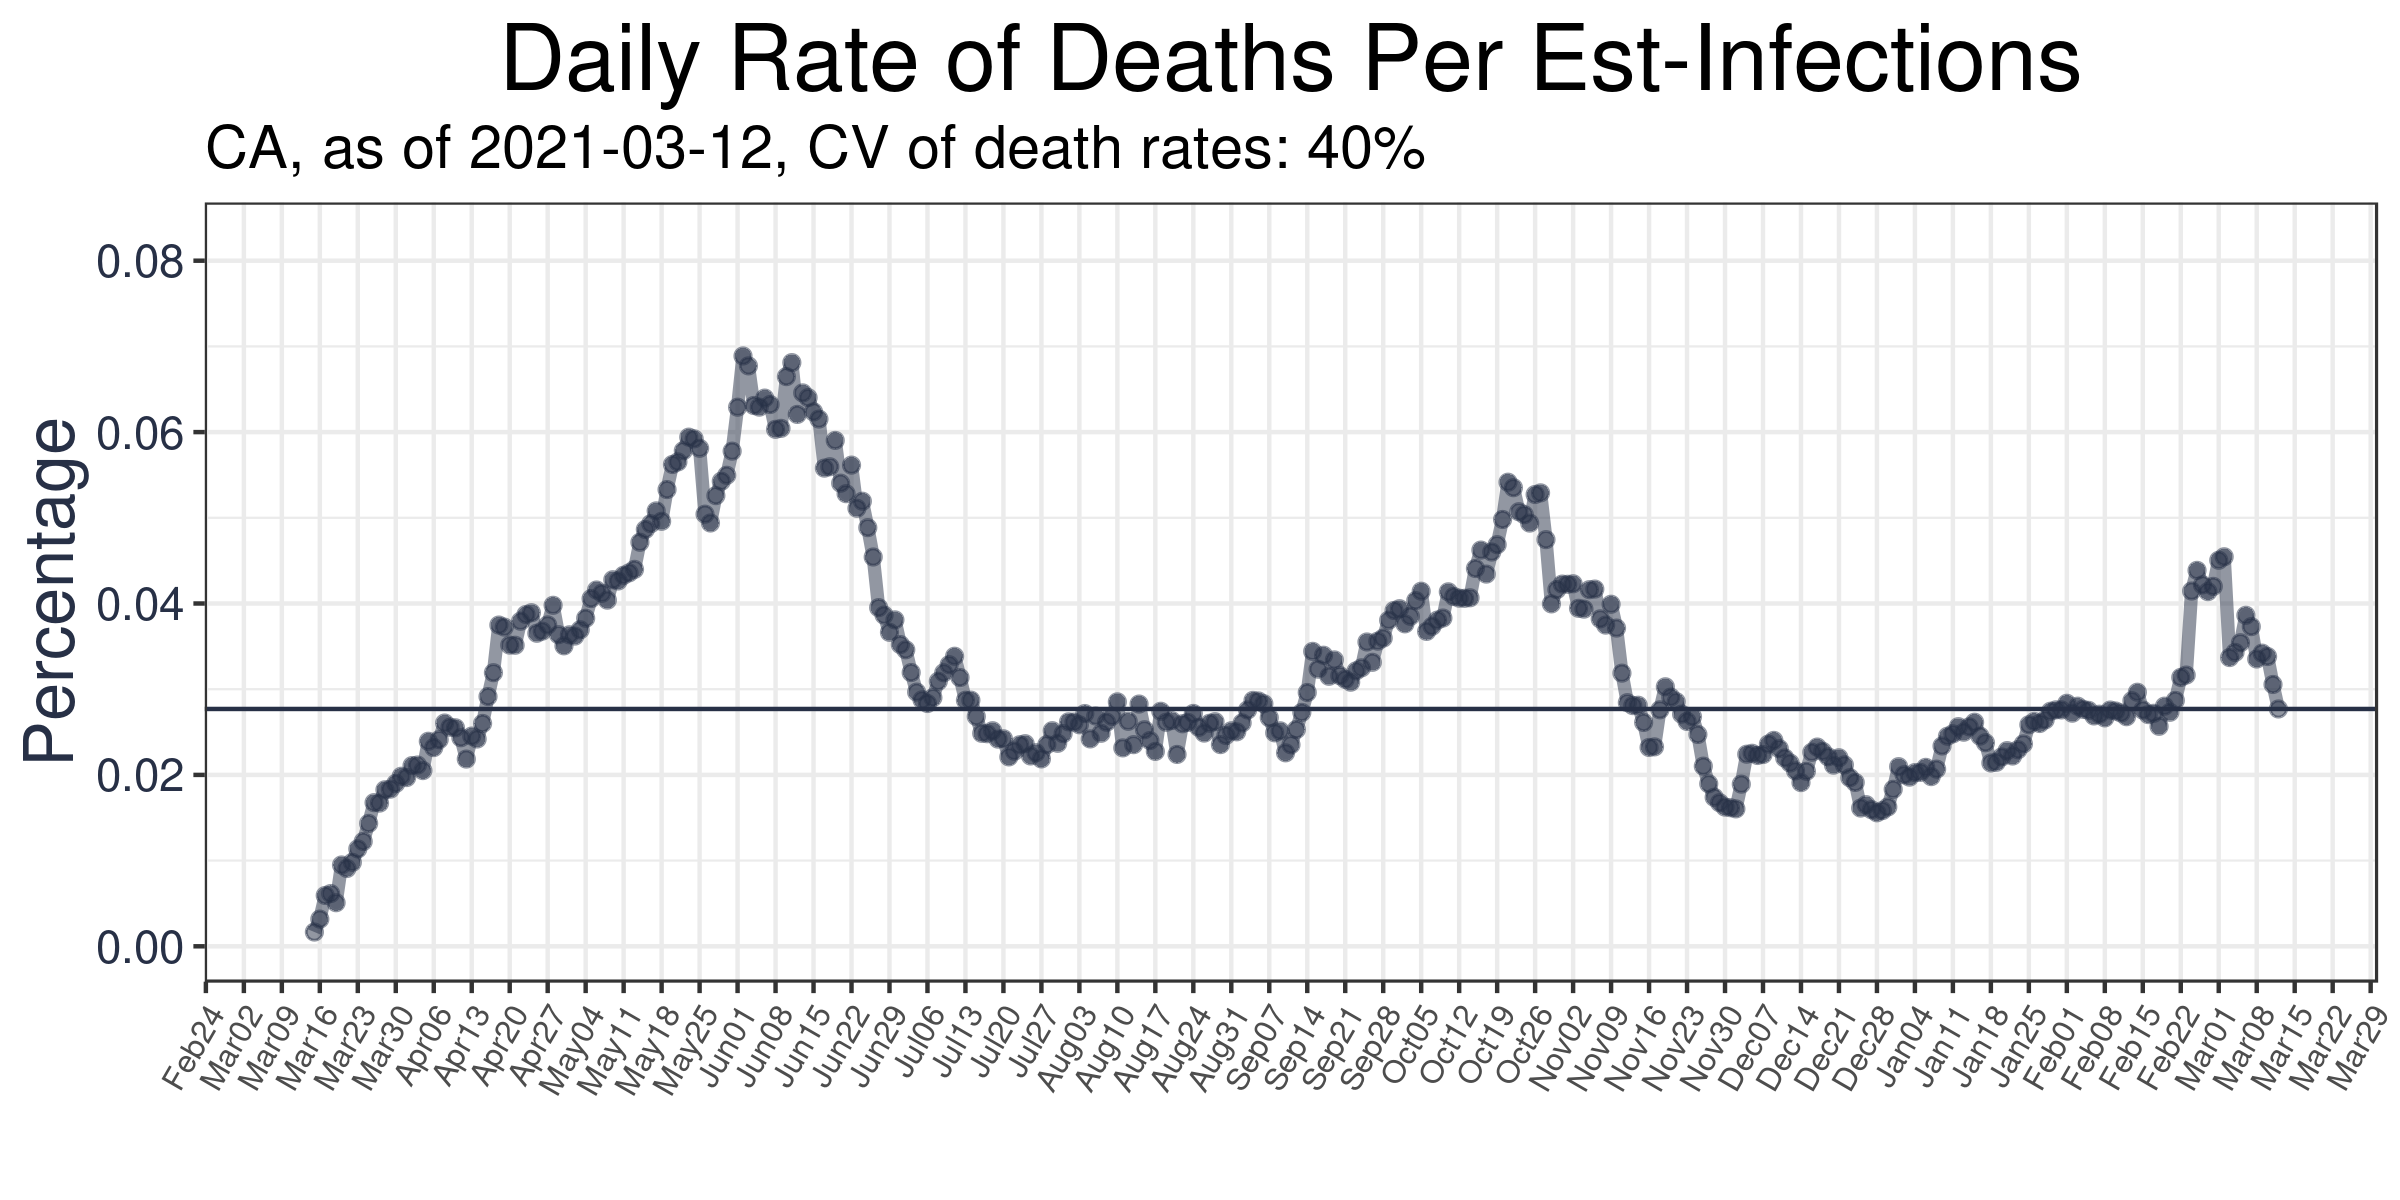 Daily Rate of Deaths Per Est-Infections
CA, as of 2021-03-12, CV of death rates: 40%
Percentage
0.08
0.06
0.04
0.02
0.00
Feb24
Mar02
Mar09
Mar16
Mar23
Mar30
Apr06
Apr13
Apr20
Apr27
May04
May11
May18
May25
Jun01
Jun08
Jun15
Jun22
Jun29
Jul06
Jul13
Jul20
Jul27
Aug03
Aug10
Aug17
Aug24
Aug31
Sep07
Sep14
Sep21
Sep28
Oct05
Oct12
Oct19
Oct26
Nov02
Nov09
Nov16
Nov23
Nov30
Dec07
Dec14
Dec21
Dec28
Dec04
Jan11
Jan18
Jan25
Feb01
Feb08
Feb15
Feb22
Mar01
Mar08
Mar15
Mar22
Mar29